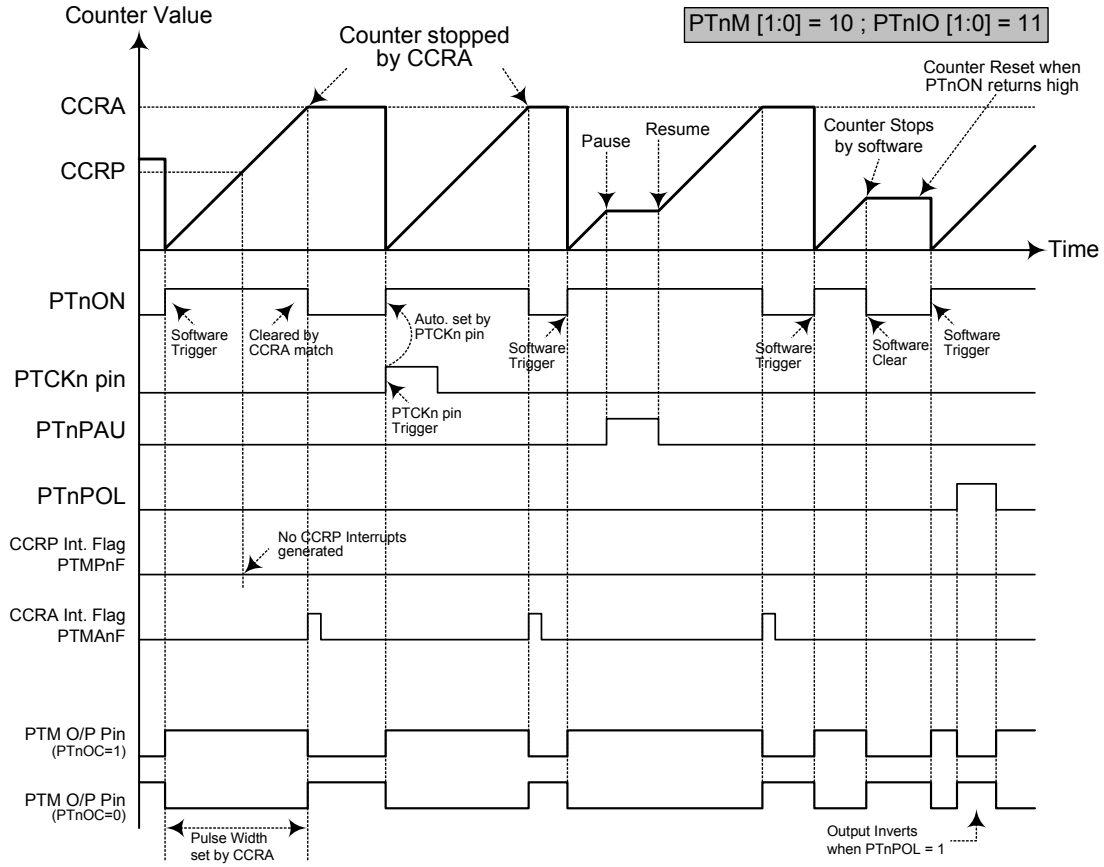 Counter Value
PTnM [1:0] = 10 ; PTnIO [1:0] = 11
Counter stopped
by CCRA
Counter Reset when
PTnON returns high
CCRA
Pause
Resume
Counter Stops
by software
CCRP
Time
PTnON
Software
Trigger
Cleared by
CCRA match
Auto. set by
PTCKn pin
Software
Trigger
Software
Trigger
Software
Clear
Software
Trigger
PTCKn pin
PTCKn pin
Trigger
PTnPAU
PTnPOL
CCRP Int. Flag
PTMPnF
No CCRP Interrupts
generated
CCRA Int. Flag
PTMAnF
PTM O/P Pin
(PTnOC=1)
PTM O/P Pin
(PTnOC=0)
Pulse Width
set by CCRA
Output Inverts
when PTnPOL = 1